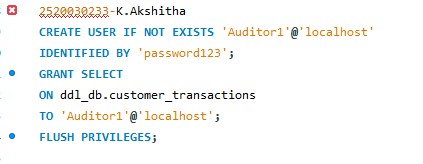 2520030233-K.Akshitha
CREATE USER IF NOT EXISTS 'Auditor1'@'localhost'
IDENTIFIED BY 'password123';
GRANT SELECT
ON ddl_db.customer_transactions
TO 'Auditor1'@'localhost';
FLUSH PRIVILEGES;